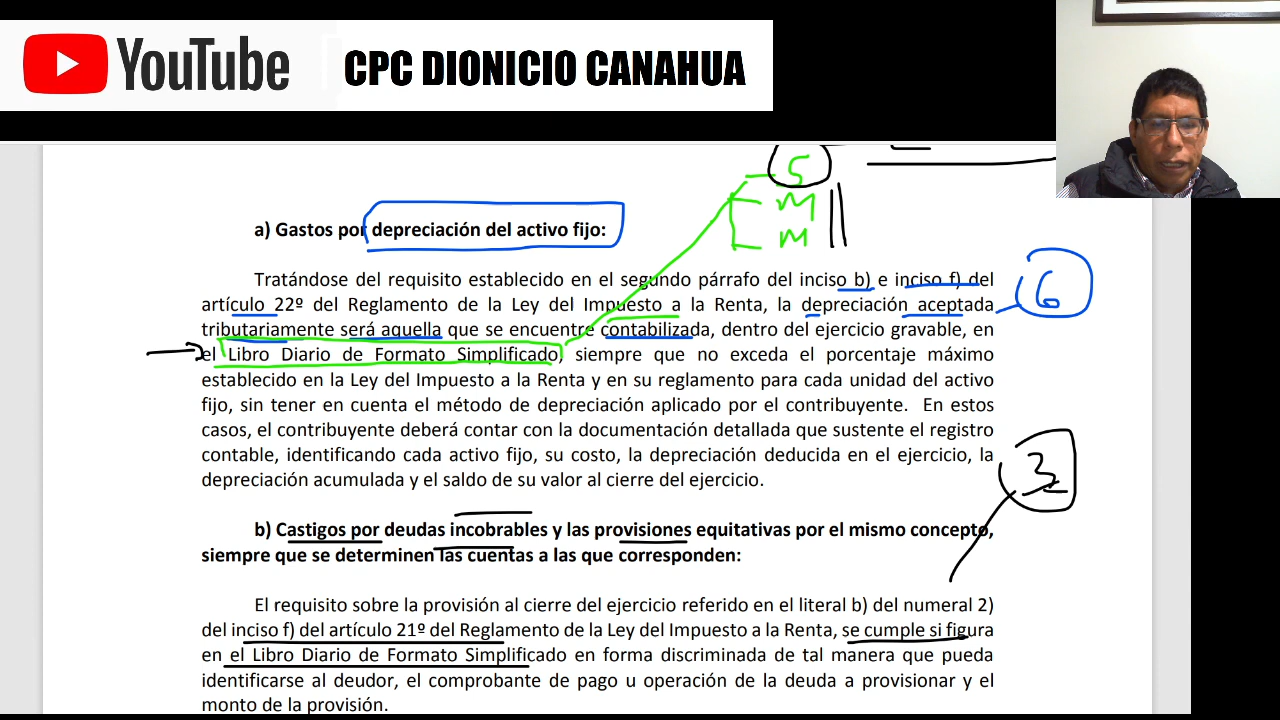 YouTube CPC DIONICIO CANAHUA
S
M
M
a) Gastos por depreciación del activo fijo:
Tratándose del requisito establecido en el segundo párrafo del inciso b) e inciso f) del
artículo 22º del Reglamento de la Ley del Impuesto a la Renta, la depreciación aceptada
6
tributariamente será aquella que se encuentre contabilizada, dentro del ejercicio gravable, en
el Libro Diario de Formato Simplificado, siempre que no exceda el porcentaje máximo
establecido en la Ley del Impuesto a la Renta y en su reglamento para cada unidad del activo
fijo, sin tener en cuenta el método de depreciación aplicado por el contribuyente. En estos
casos, el contribuyente deberá contar con la documentación detallada que sustente el registro
contable, identificando cada activo fijo, su costo, la depreciación deducida en el ejercicio, la
3
depreciación acumulada y el saldo de su valor al cierre del ejercicio.
b) Castigos por deudas incobrables y las provisiones equitativas por el mismo concepto,
siempre que se determinen las cuentas a las que corresponden:
El requisito sobre la provisión al cierre del ejercicio referido en el literal b) del numeral 2)
del inciso f) del artículo 21º del Reglamento de la Ley del Impuesto a la Renta, se cumple si figura
en el Libro Diario de Formato Simplificado en forma discriminada de tal manera que pueda
identificarse al deudor, el comprobante de pago u operación de la deuda a provisionar y el
monto de la provisión.